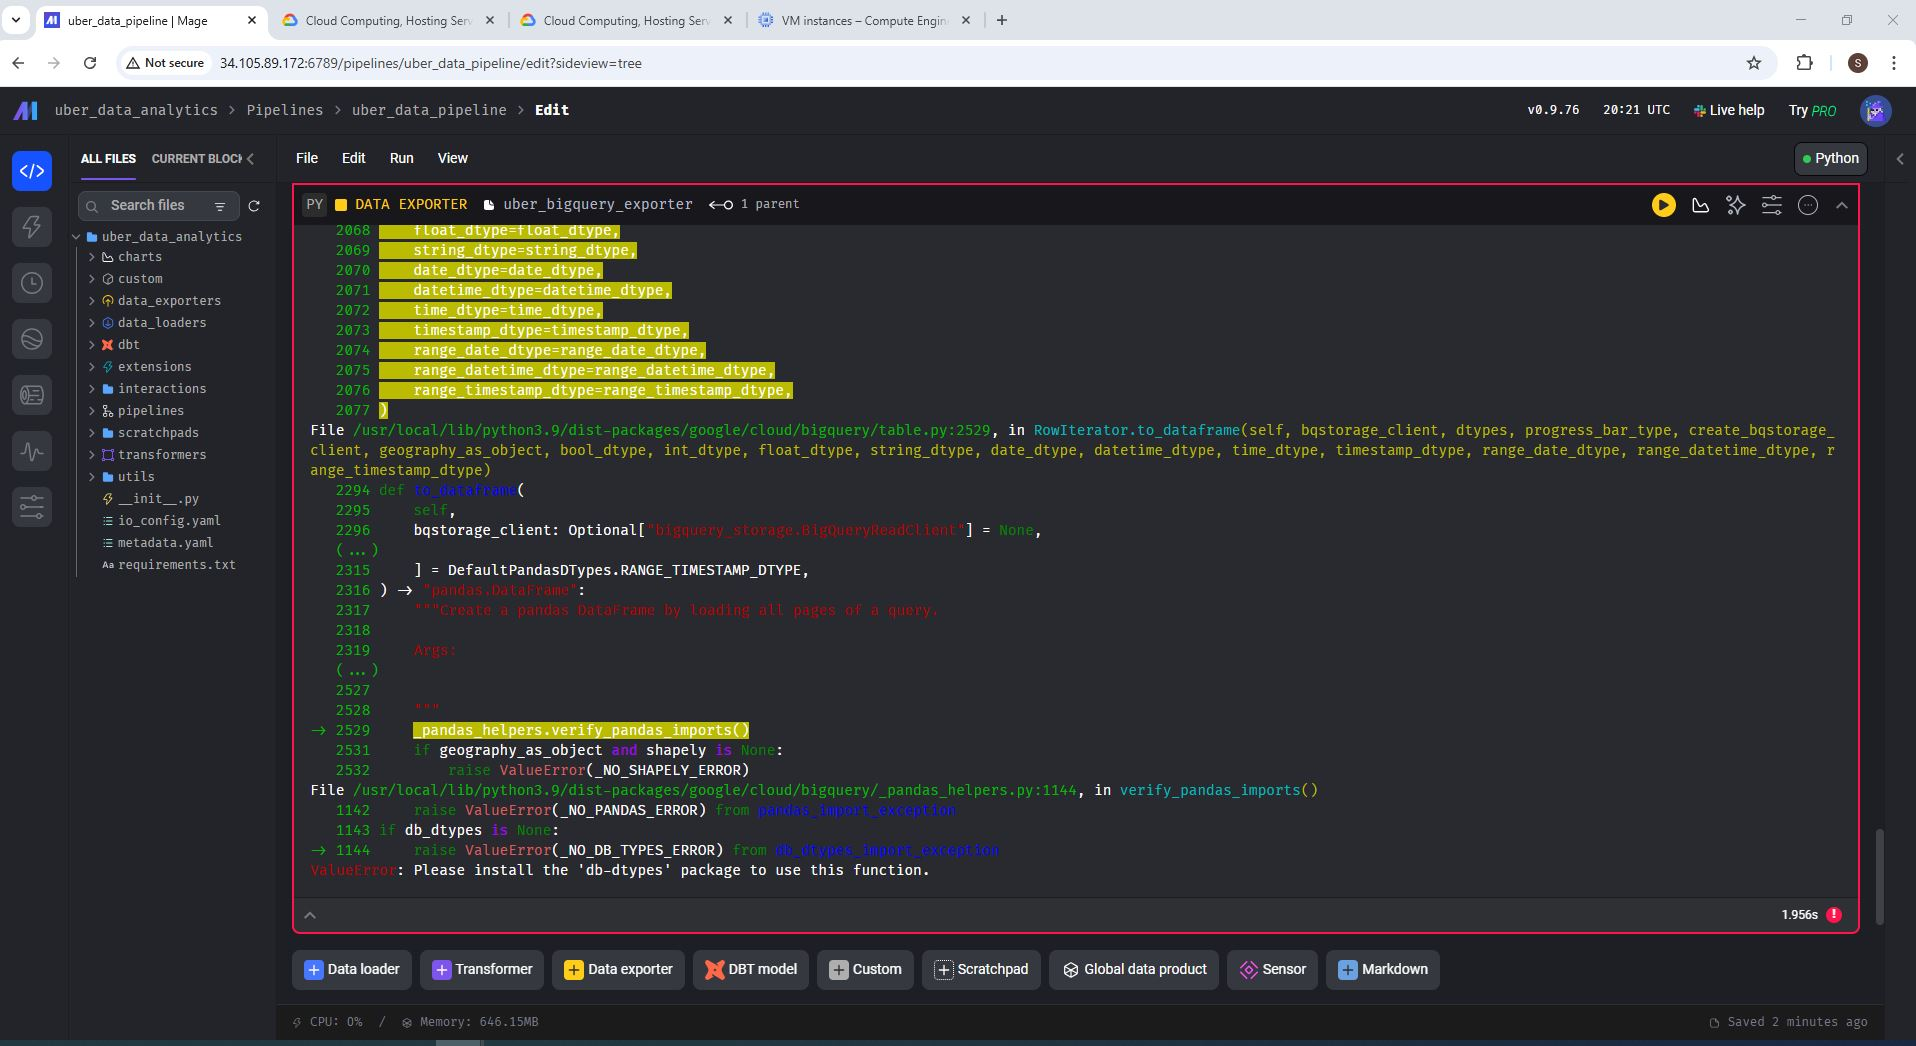 uber_data_pipeline | Mage
Cloud Computing, Hosting Serv
Cloud Computing, Hosting Serv
VM instances – Compute Engin
Not secure
34.105.89.172:6789/pipelines/uber_data_pipeline/edit?sideview=tree
S
uber_data_analytics > Pipelines > uber_data_pipeline > Edit
v0.9.76
20:21 UTC
Live help
Try PRO
ALL FILES
CURRENT BLOCK
File
Edit
Run
View
Python
Search files
uber_data_analytics
charts
custom
data_exporters
data_loaders
dbt
extensions
interactions
pipelines
scratchpads
transformers
utils
__init__.py
io_config.yaml
metadata.yaml
Aa requirements.txt
PY DATA EXPORTER uber_bigquery_exporter 1 parent
2068 float_dtype=float_dtype,
2069 string_dtype=string_dtype,
2070 date_dtype=date_dtype,
2071 datetime_dtype=datetime_dtype,
2072 time_dtype=time_dtype,
2073 timestamp_dtype=timestamp_dtype,
2074 range_date_dtype=range_date_dtype,
2075 range_datetime_dtype=range_datetime_dtype,
2076 range_timestamp_dtype=range_timestamp_dtype,
2077 )
File /usr/local/lib/python3.9/dist-packages/google/cloud/bigquery/table.py:2529, in RowIterator.to_dataframe(self, bqstorage_client, dtypes, progress_bar_type, create_bqstorage_
client, geography_as_object, bool_dtype, int_dtype, float_dtype, string_dtype, date_dtype, datetime_dtype, time_dtype, timestamp_dtype, range_date_dtype, range_datetime_dtype, r
ange_timestamp_dtype)
2294 def to_dataframe(
2295 self,
2296 bqstorage_client: Optional["bigquery_storage.BigQueryReadClient"] = None,
(...)
2315 ] = DefaultPandasDTypes.RANGE_TIMESTAMP_DTYPE,
2316 ) -> "pandas.DataFrame":
2317 """Create a pandas DataFrame by loading all pages of a query.
2318
2319 Args:
(...)
2527
2528 """
-> 2529 _pandas_helpers.verify_pandas_imports()
2531 if geography_as_object and shapely is None:
2532 raise ValueError(_NO_SHAPELY_ERROR)
File /usr/local/lib/python3.9/dist-packages/google/cloud/bigquery/_pandas_helpers.py:1144, in verify_pandas_imports()
1142 raise ValueError(_NO_PANDAS_ERROR) from pandas_import_exception
1143 if db_dtypes is None:
-> 1144 raise ValueError(_NO_DB_TYPES_ERROR) from db_dtypes_import_exception
ValueError: Please install the 'db-dtypes' package to use this function.
1.956s
Data loader
Transformer
Data exporter
DBT model
Custom
Scratchpad
Global data product
Sensor
Markdown
CPU: 0% / Memory: 646.15MB
Saved 2 minutes ago